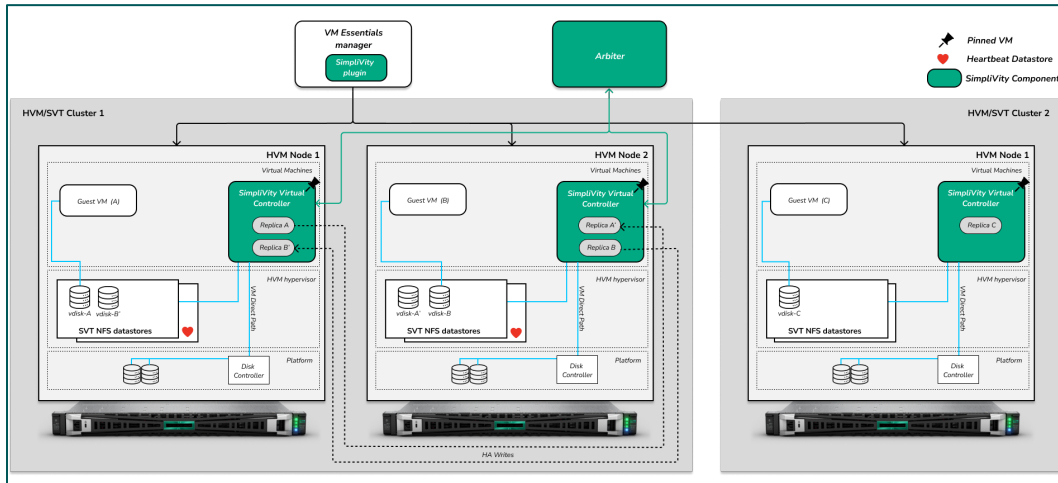 VM Essentials
manager
SimpliVity
plugin
Arbiter
Pinned VM
Heartbeat Datastore
SimpliVity Component
HVM/SVT Cluster 1
HVM/SVT Cluster 2
HVM Node 1
Virtual Machines
Guest VM (A)
SimpliVity Virtual
Controller
Replica A
Replica B'
HVM hypervisor
vdisk-A
vdisk-B'
SVT NFS datastores
VM Direct Path
Platform
Disk
Controller
HVM Node 2
Virtual Machines
Guest VM (B)
SimpliVity Virtual
Controller
Replica A'
Replica B
HVM hypervisor
vdisk-A'
vdisk-B
SVT NFS datastores
VM Direct Path
Platform
Disk
Controller
HA Writes
HVM Node 1
Virtual Machines
Guest VM (C)
SimpliVity Virtual
Controller
Replica C
HVM hypervisor
vdisk-C
SVT NFS datastores
VM Direct Path
Platform
Disk
Controller